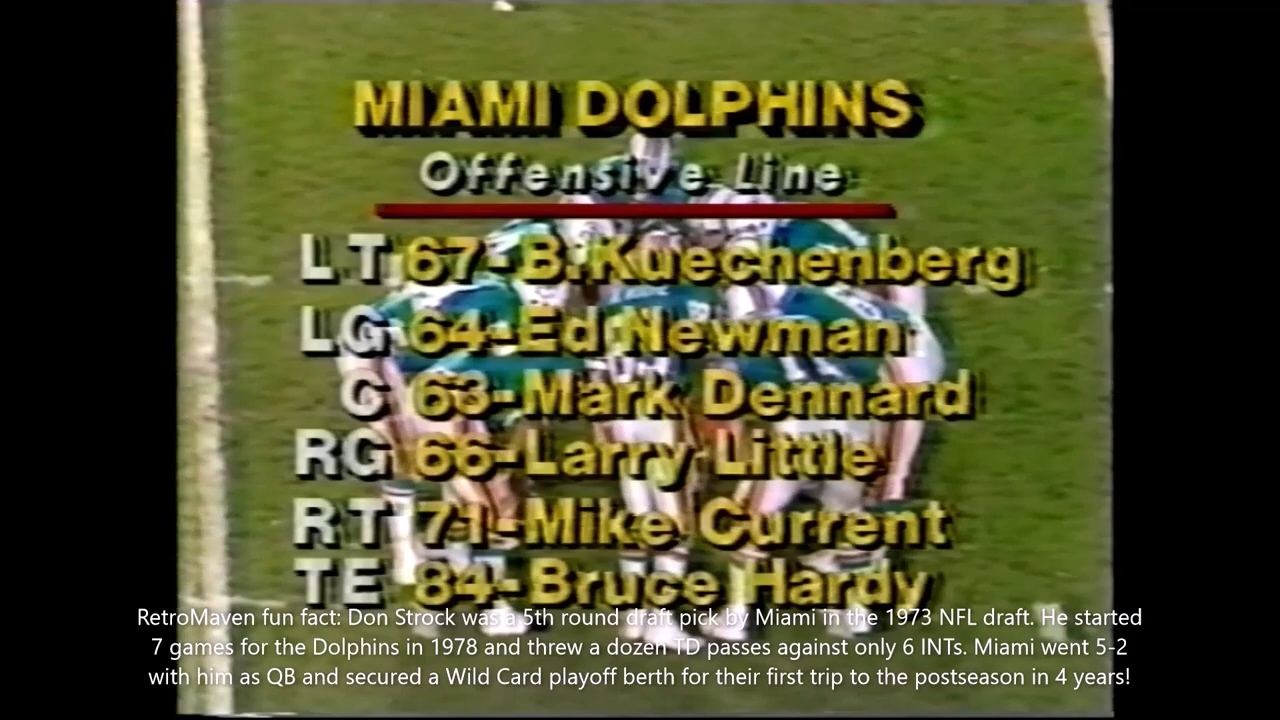 MIAMI DOLPHINS
Offensive Line
LT 67-B.Kuechenberg
LG 64-Ed Newman
C 63-Mark Dennard
RG 66-Larry Little
RT 71-Mike Current
TE 84-Bruce Hardy
RetroMaven fun fact: Don Strock was a 5th round draft pick by Miami in the 1973 NFL draft. He started
7 games for the Dolphins in 1978 and threw a dozen TD passes against only 6 INTs. Miami went 5-2
with him as QB and secured a Wild Card playoff berth for their first trip to the postseason in 4 years!